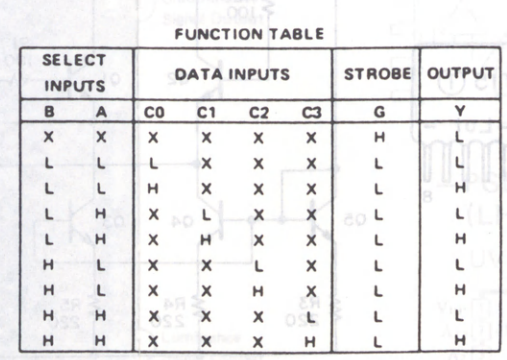 FUNCTION TABLE
SELECT INPUTS DATA INPUTS STROBE OUTPUT
B A C0 C1 C2 C3 G Y
X X X X X X H L
L L L X X X L L
L L H X X X L H
L H X L X X L L
L H X H X X L H
H L X X L X L L
H L X X H X L H
H H X X X L L L
H H X X X H L H